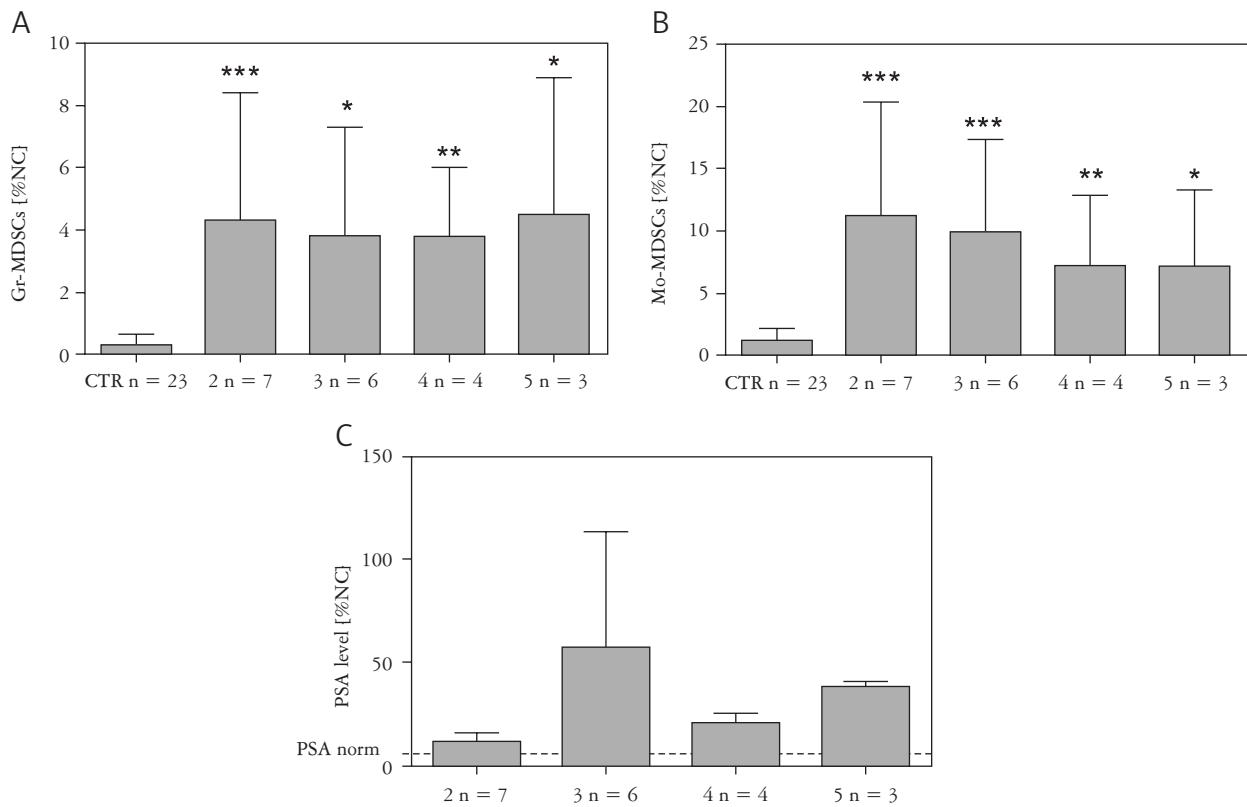 A
10
8
6
4
2
0
Gr-MDSCs [%NC]
***
*
**
*
CTR n = 23
2 n = 7
3 n = 6
4 n = 4
5 n = 3
B
25
20
15
10
5
0
Mo-MDSCs [%NC]
***
***
**
*
CTR n = 23
2 n = 7
3 n = 6
4 n = 4
5 n = 3
C
150
100
50
0
PSA level [%NC]
PSA norm
2 n = 7
3 n = 6
4 n = 4
5 n = 3